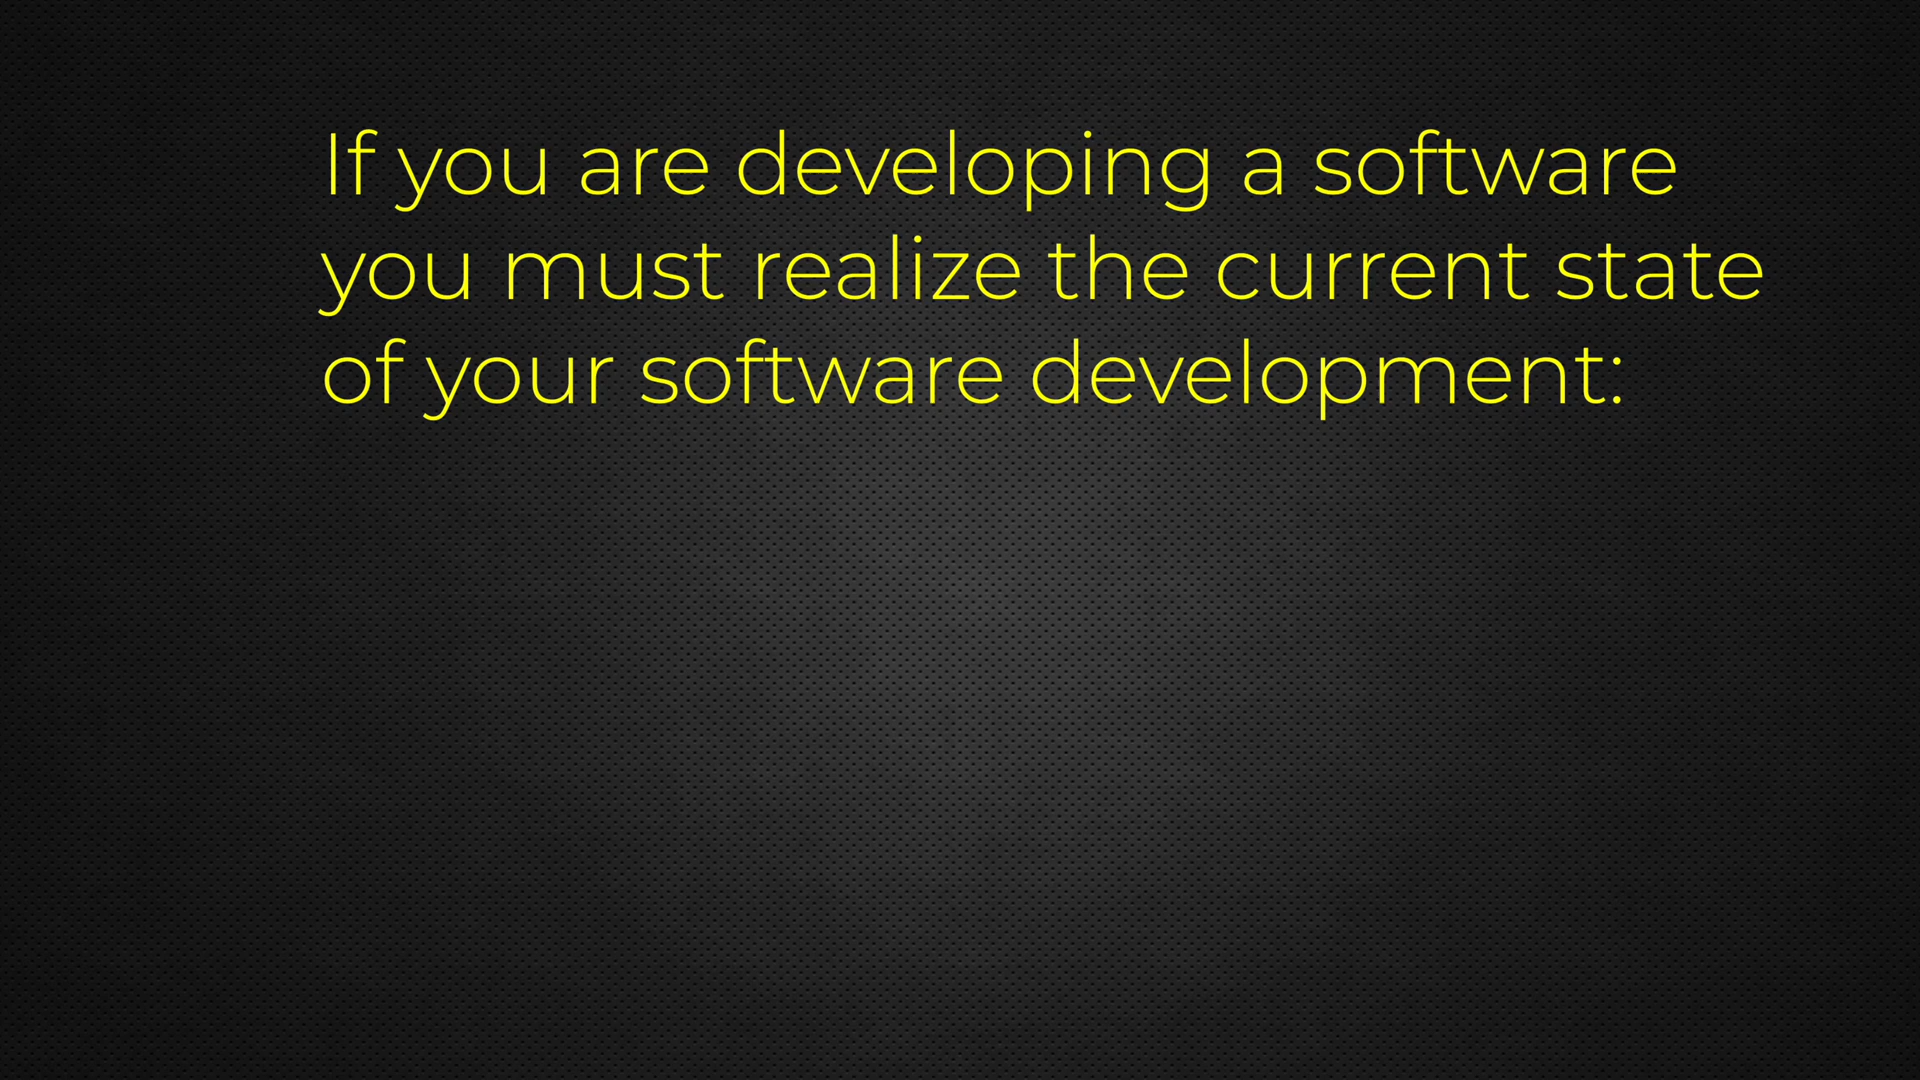 If you are developing a software
you must realize the current state
of your software development: